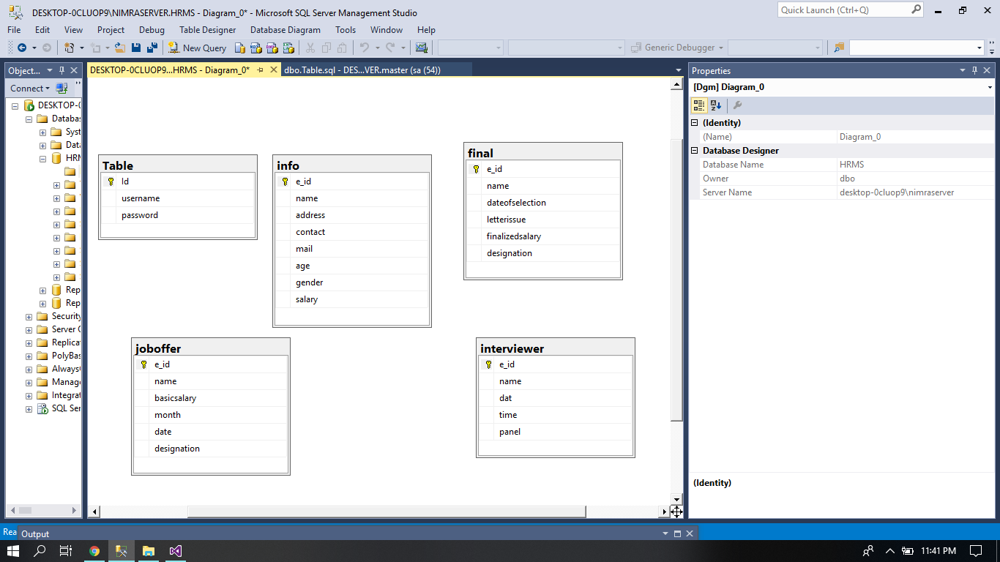 DESKTOP-0CLUOP9\NIMRASERVER.HRMS - Diagram_0* - Microsoft SQL Server Management Studio
Quick Launch (Ctrl+Q)
File Edit View Project Debug Table Designer Database Diagram Tools Window Help
New Query
Generic Debugger
Object...
DESKTOP-0CLUOP9...HRMS - Diagram_0*
dbo.Table.sql - DES...VER.master (sa (54))
Connect
DESKTOP-0
Databas
Syst
Data
HRM
Rep
Rep
Security
Server O
Replicat
PolyBas
AlwaysO
Manage
Integrat
SQL Ser
Table
Id
username
password
info
e_id
name
address
contact
mail
age
gender
salary
final
e_id
name
dateofselection
letterissue
finalizedsalary
designation
joboffer
e_id
name
basicsalary
month
date
designation
interviewer
e_id
name
dat
time
panel
Properties
[Dgm] Diagram_0
(Identity)
(Name) Diagram_0
Database Designer
Database Name HRMS
Owner dbo
Server Name desktop-0cluop9\nimraserver
(Identity)
Rea
Output
11:41 PM